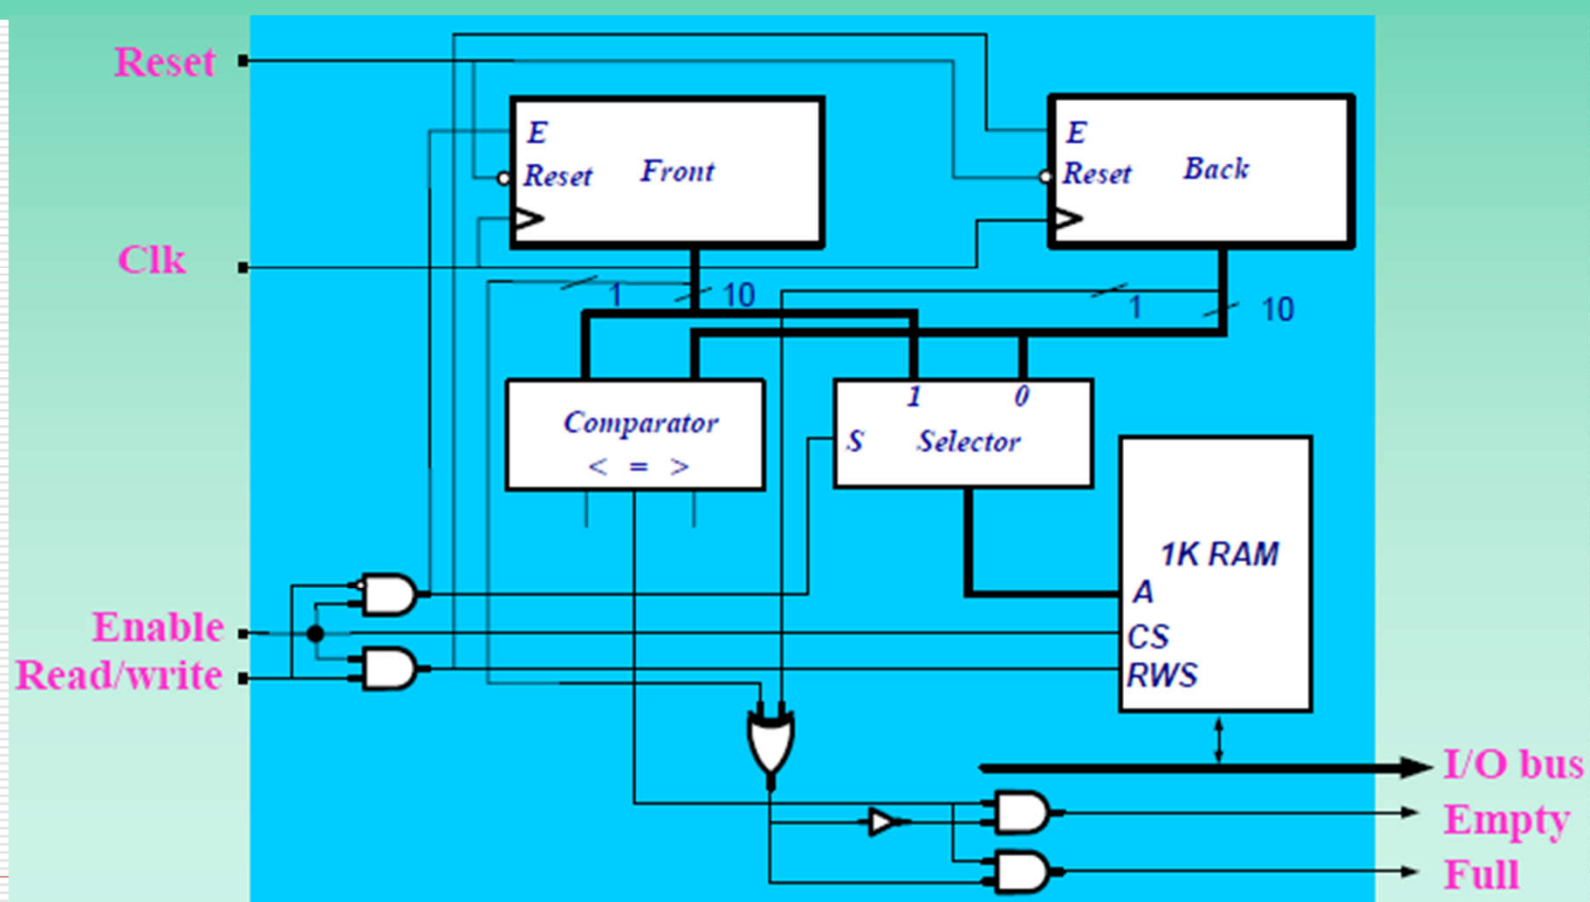 Reset
E
Reset Front
E
Reset Back
Clk
1 10
1 10
Comparator
< = >
1 0
S Selector
1K RAM
A
CS
RWS
Enable
Read/write
I/O bus
Empty
Full